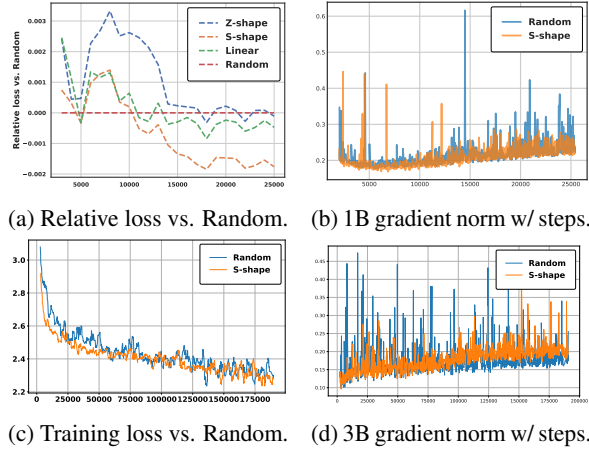 Relative loss vs. Random
0.003
0.002
0.001
0.000
−0.001
−0.002
5000 10000 15000 20000 25000
Z-shape
S-shape
Linear
Random
0.6
0.5
0.4
0.3
0.2
5000 10000 15000 20000 25000
Random
S-shape
(a) Relative loss vs. Random.
(b) 1B gradient norm w/ steps.
3.0
2.8
2.6
2.4
2.2
0 25000 50000 75000 100000 125000 150000 175000
Random
S-shape
0.45
0.40
0.35
0.30
0.25
0.20
0.15
0.10
0 25000 50000 75000 100000 125000 150000 175000 200000
Random
S-shape
(c) Training loss vs. Random.
(d) 3B gradient norm w/ steps.